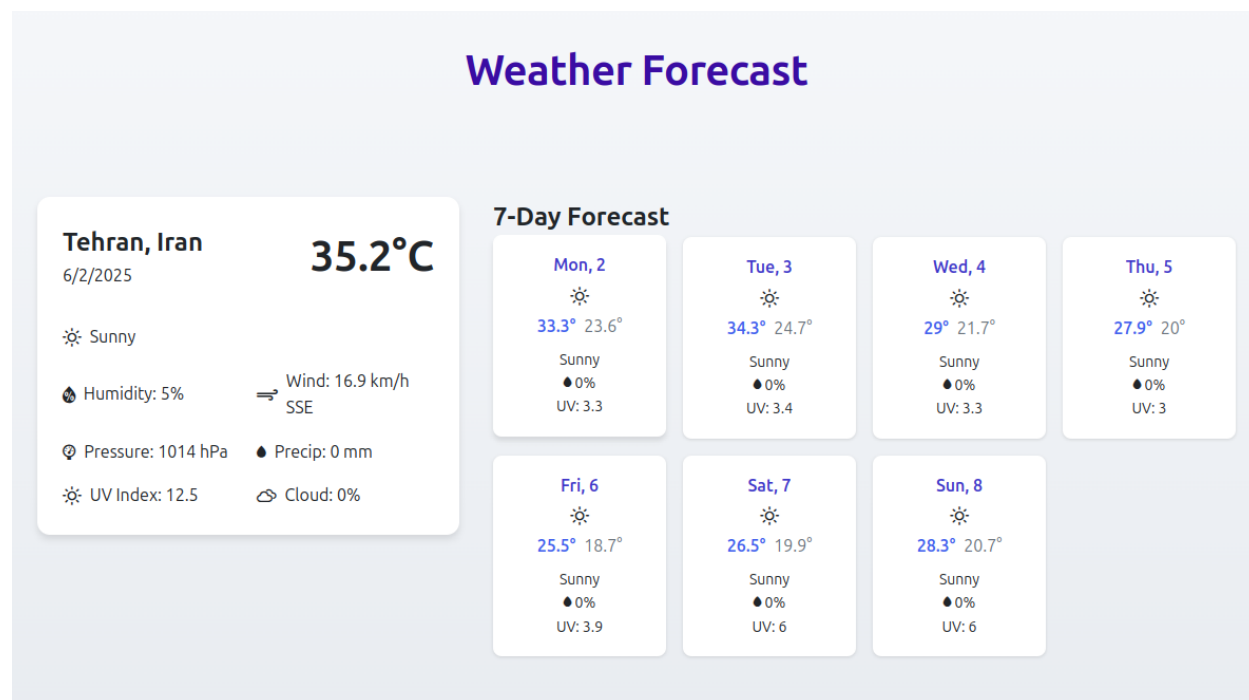 Weather Forecast
Tehran, Iran
6/2/2025
35.2°C
Sunny
Humidity: 5%
Wind: 16.9 km/h
SSE
Pressure: 1014 hPa
Precip: 0 mm
UV Index: 12.5
Cloud: 0%
7-Day Forecast
Mon, 2
33.3° 23.6°
Sunny
0%
UV: 3.3
Tue, 3
34.3° 24.7°
Sunny
0%
UV: 3.4
Wed, 4
29° 21.7°
Sunny
0%
UV: 3.3
Thu, 5
27.9° 20°
Sunny
0%
UV: 3
Fri, 6
25.5° 18.7°
Sunny
0%
UV: 3.9
Sat, 7
26.5° 19.9°
Sunny
0%
UV: 6
Sun, 8
28.3° 20.7°
Sunny
0%
UV: 6